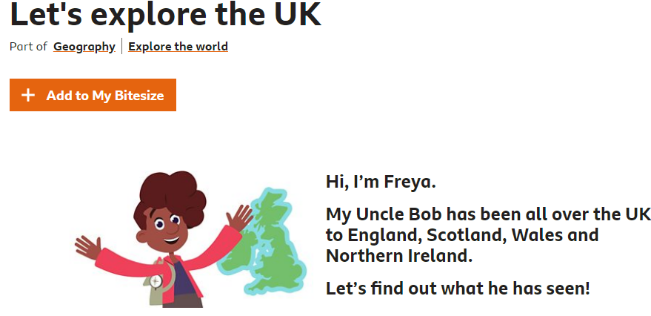 Let's explore the UK
Part of Geography Explore the world
+ Add to My Bitesize
Hi, I'm Freya.
My Uncle Bob has been all over the UK
to England, Scotland, Wales and
Northern Ireland.
Let's find out what he has seen!